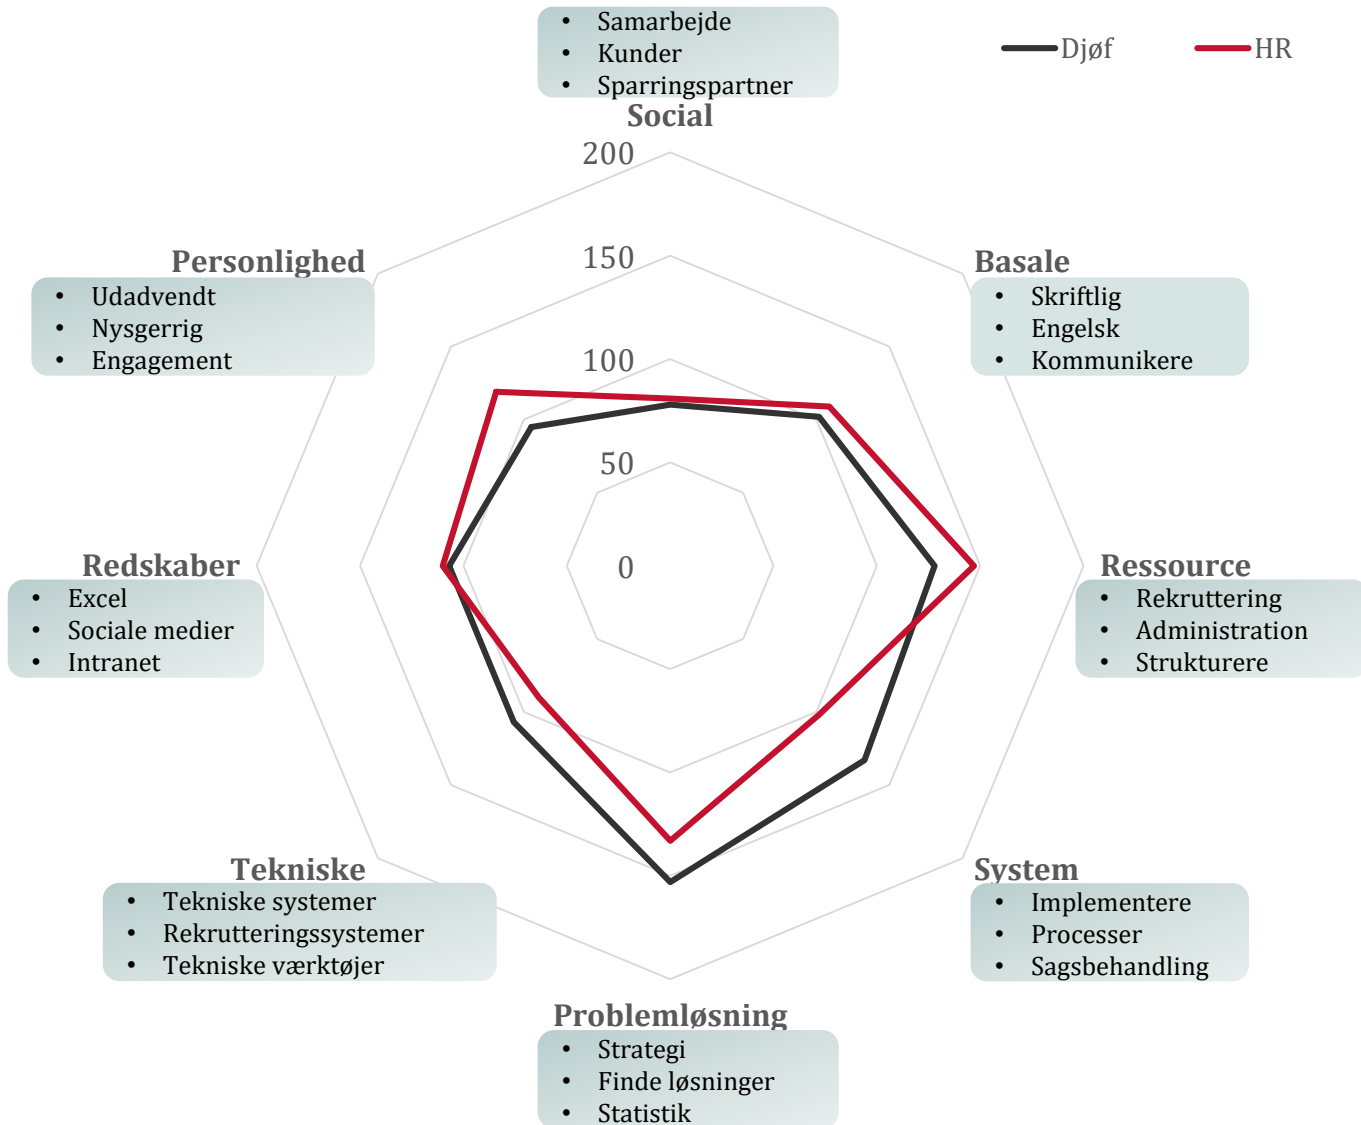 • Samarbejde
• Kunder
• Sparringspartner
Djøf
HR
Social
200
150
100
50
0
Personlighed
• Udadvendt
• Nysgerrig
• Engagement
Basale
• Skriftlig
• Engelsk
• Kommunikere
Redskaber
• Excel
• Sociale medier
• Intranet
Ressource
• Rekruttering
• Administration
• Strukturere
Tekniske
• Tekniske systemer
• Rekrutteringssystemer
• Tekniske værktøjer
System
• Implementere
• Processer
• Sagsbehandling
Problemløsning
• Strategi
• Finde løsninger
• Statistik